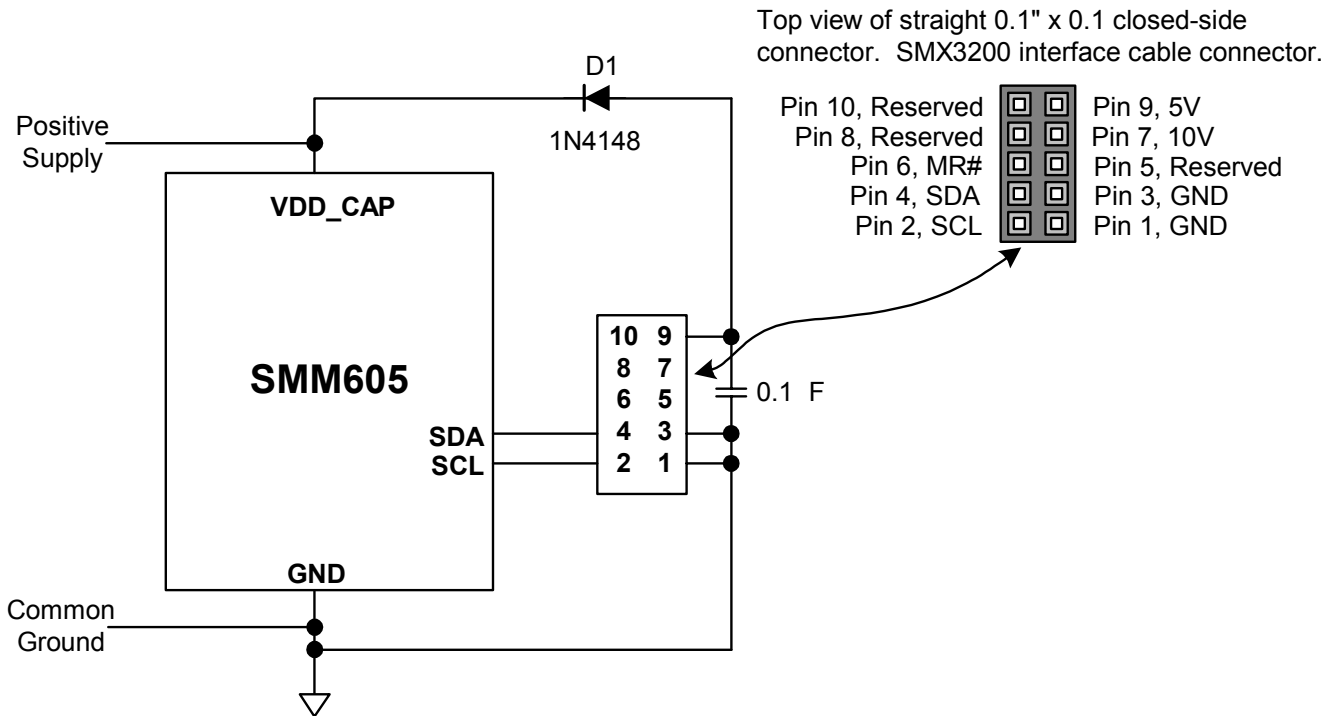 Top view of straight 0.1" x 0.1 closed-side
connector. SMX3200 interface cable connector.
D1
1N4148
Positive
Supply
Pin 10, Reserved
Pin 9, 5V
Pin 8, Reserved
Pin 7, 10V
Pin 6, MR#
Pin 5, Reserved
Pin 4, SDA
Pin 3, GND
Pin 2, SCL
Pin 1, GND
VDD_CAP
SMM605
10 9
8 7
6 5
4 3
2 1
0.1 F
SDA
SCL
GND
Common
Ground